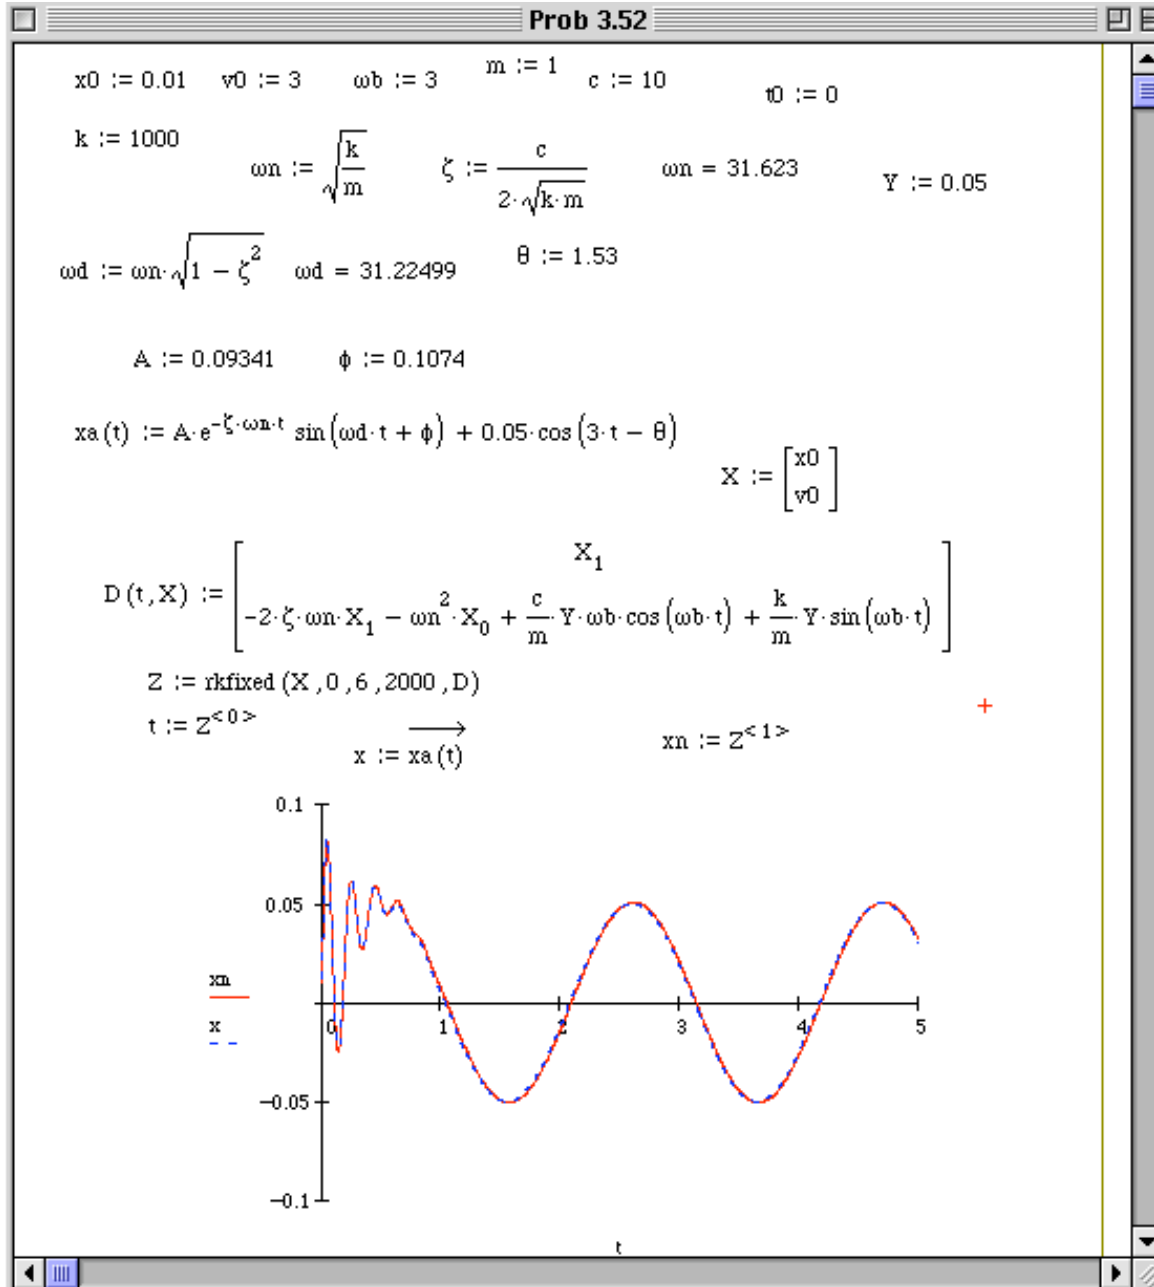 Prob 3.52
x0 := 0.01 v0 := 3 ωb := 3 m := 1 c := 10 t0 := 0
k := 1000
ωn := √(k/m) ζ := c/(2·√(k·m)) ωn = 31.623 Y := 0.05
ωd := ωn·√(1 − ζ²) ωd = 31.22499 θ := 1.53
A := 0.09341 ϕ := 0.1074
xa(t) := A·e^(−ζ·ωn·t) sin(ωd·t + ϕ) + 0.05·cos(3·t − θ)
X := [x0
v0]
D(t,X) := [X₁
−2·ζ·ωn·X₁ − ωn²·X₀ + c/m·Y·ωb·cos(ωb·t) + k/m·Y·sin(ωb·t)]
Z := rkfixed(X,0,6,2000,D)
t := Z^<0>
x := xa(t) xn := Z^<1>
0.1
0.05
xn
x
0 1 2 3 4 5
−0.05
−0.1
t